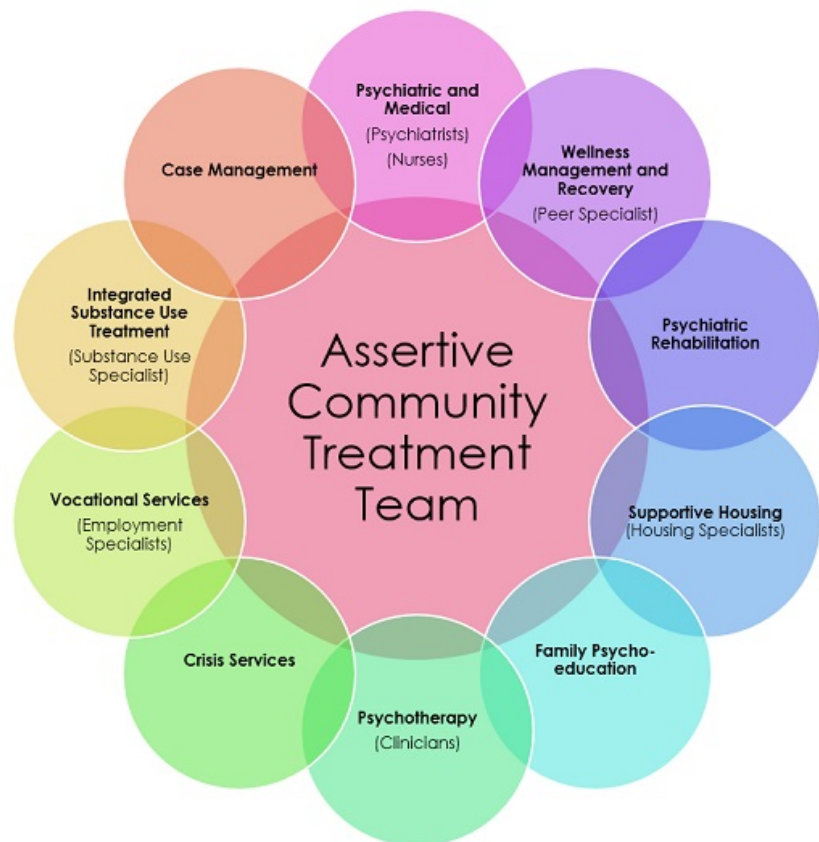 Psychiatric and
Medical
(Psychiatrists)
(Nurses)
Wellness
Management and
Recovery
(Peer Specialist)
Psychiatric
Rehabilitation
Supportive Housing
(Housing Specialists)
Family Psycho-
education
Psychotherapy
(Clinicians)
Crisis Services
Vocational Services
(Employment
Specialists)
Integrated
Substance Use
Treatment
(Substance Use
Specialist)
Case Management
Assertive
Community
Treatment
Team